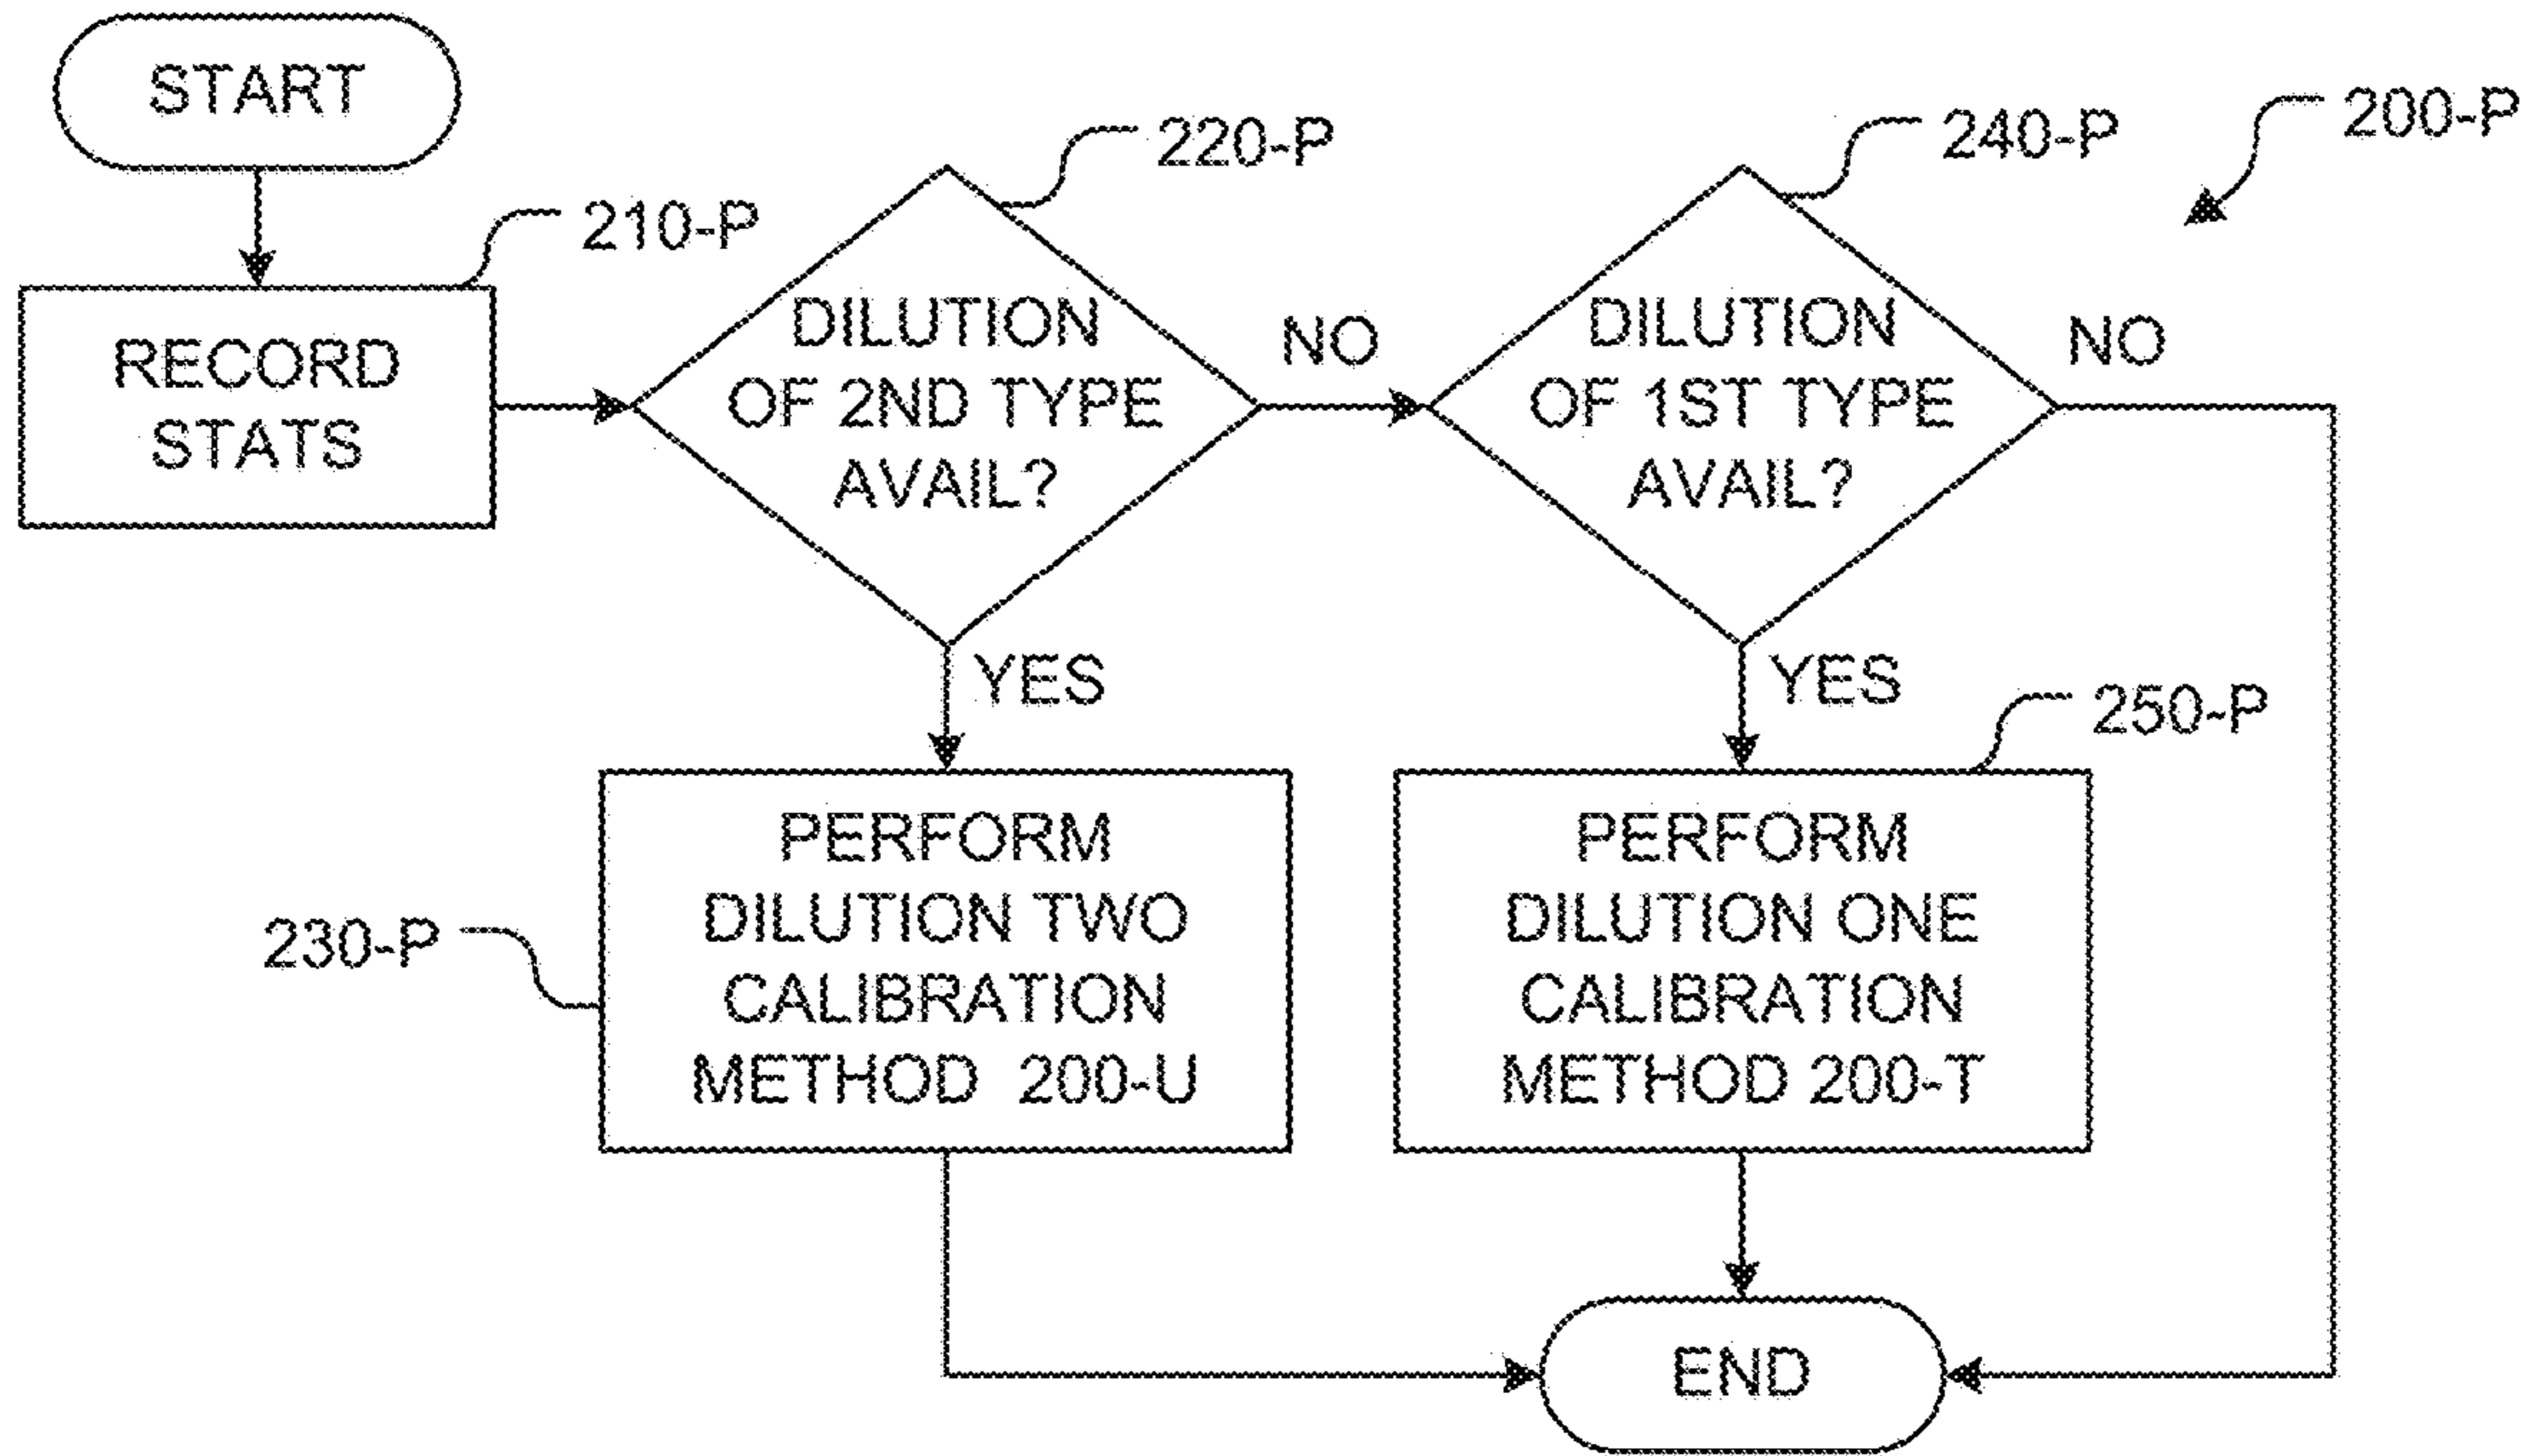 START
200-P
220-P
240-P
210-P
RECORD
STATS
DILUTION
OF 2ND TYPE
AVAIL?
NO
DILUTION
OF 1ST TYPE
AVAIL?
NO
YES
YES
250-P
230-P
PERFORM
DILUTION TWO
CALIBRATION
METHOD 200-U
PERFORM
DILUTION ONE
CALIBRATION
METHOD 200-T
END